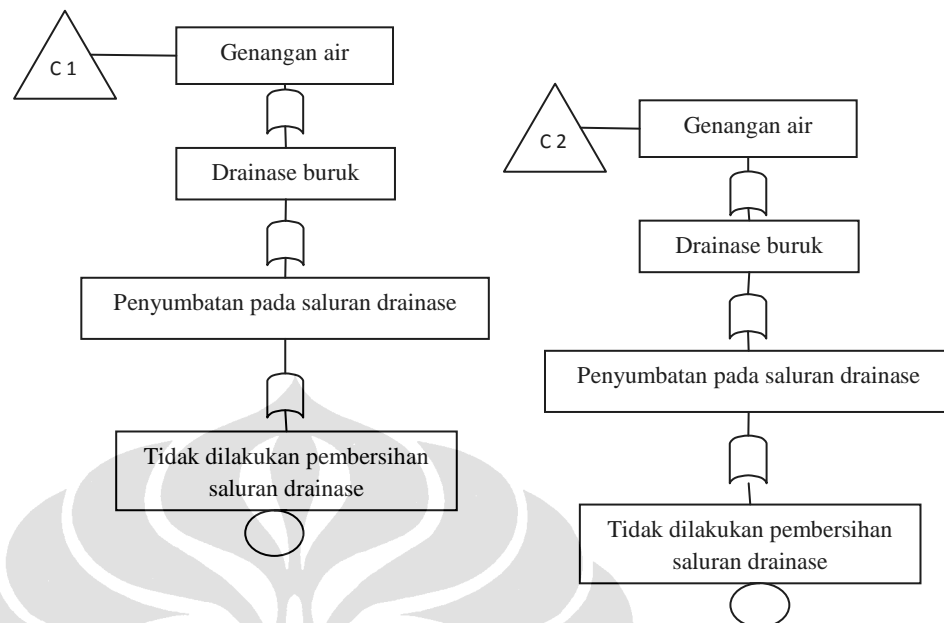 C 1
Genangan air
Drainase buruk
Penyumbatan pada saluran drainase
Tidak dilakukan pembersihan
saluran drainase
C 2
Genangan air
Drainase buruk
Penyumbatan pada saluran drainase
Tidak dilakukan pembersihan
saluran drainase